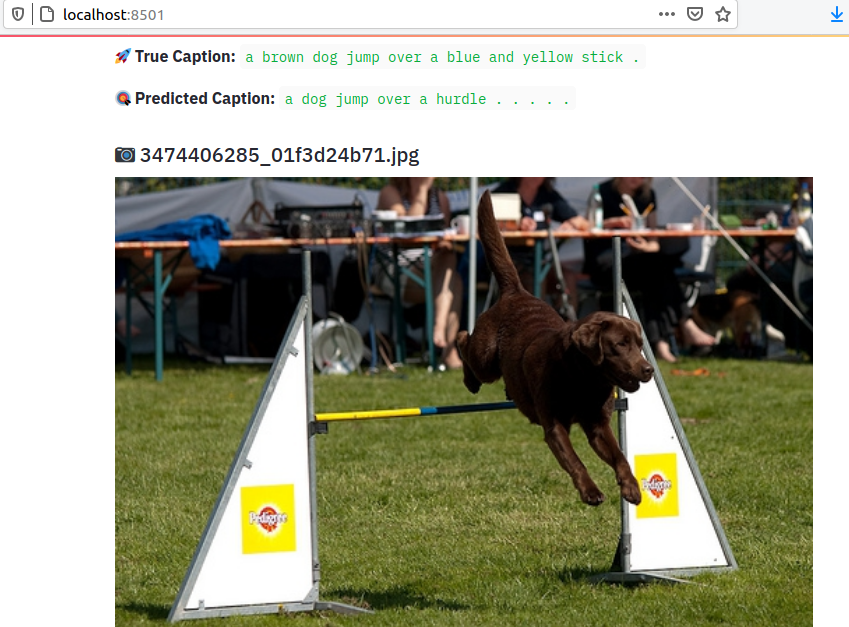 localhost:8501
True Caption: a brown dog jump over a blue and yellow stick .
Predicted Caption: a dog jump over a hurdle . . . . .
3474406285_01f3d24b71.jpg
Pedigree
Pedigree